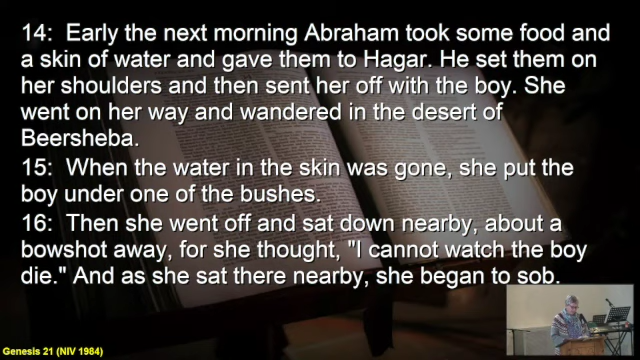 14:  Early the next morning Abraham took some food and
a skin of water and gave them to Hagar. He set them on
her shoulders and then sent her off with the boy. She
went on her way and wandered in the desert of
Beersheba.
15:  When the water in the skin was gone, she put the
boy under one of the bushes.
16:  Then she went off and sat down nearby, about a
bowshot away, for she thought, "I cannot watch the boy
die." And as she sat there nearby, she began to sob.
Genesis 21 (NIV 1984)